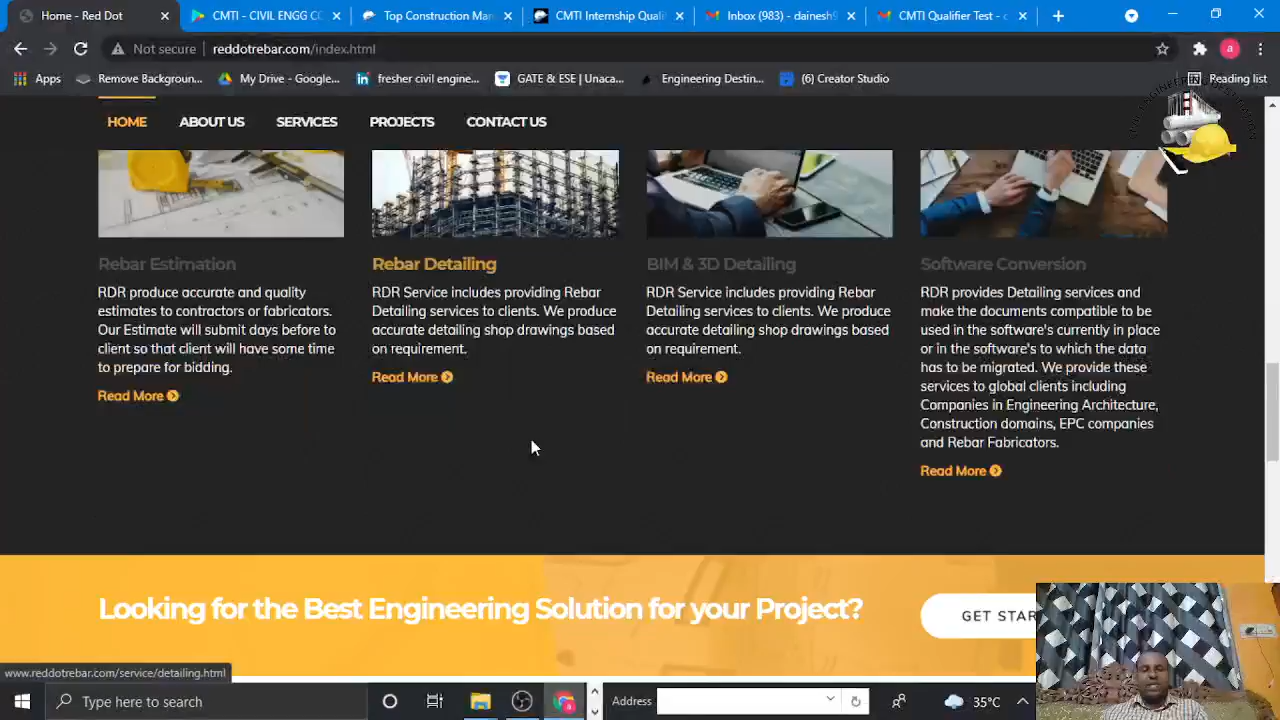 Home - Red Dot
CMTI - CIVIL ENGG CO
Top Construction Mar
CMTI Internship Quali
Inbox (983) - dainesh9
CMTI Qualifier Test - c
Not secure
reddotrebar.com/index.html
a
Apps
Remove Backgroun...
My Drive - Google...
fresher civil engine...
GATE & ESE | Unaca...
Engineering Destin...
(6) Creator Studio
Reading list
HOME
ABOUT US
SERVICES
PROJECTS
CONTACT US
Rebar Estimation
RDR produce accurate and quality
estimates to contractors or fabricators.
Our Estimate will submit days before to
client so that client will have some time
to prepare for bidding.
Read More
Rebar Detailing
RDR Service includes providing Rebar
Detailing services to clients. We produce
accurate detailing shop drawings based
on requirement.
Read More
BIM & 3D Detailing
RDR Service includes providing Rebar
Detailing services to clients. We produce
accurate detailing shop drawings based
on requirement.
Read More
Software Conversion
RDR provides Detailing services and
make the documents compatible to be
used in the software's currently in place
or in the software's to which the data
has to be migrated. We provide these
services to global clients including
Companies in Engineering Architecture,
Construction domains, EPC companies
and Rebar Fabricators.
Read More
Looking for the Best Engineering Solution for your Project?
GET STAR
www.reddotrebar.com/service/detailing.html
Type here to search
Address
35°C